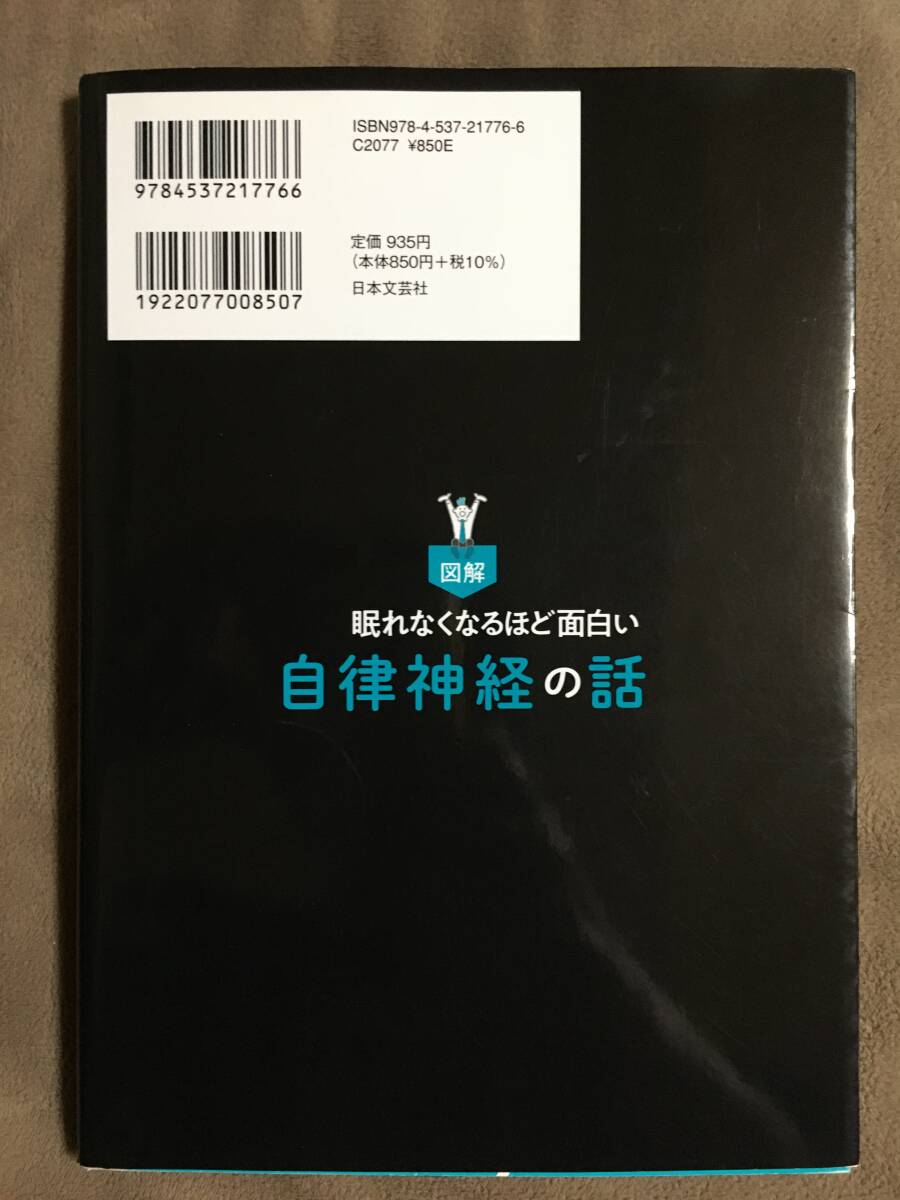 ISBN978-4-537-21776-6
C2077 ¥850E
9784537217766
定価 935円
（本体850円＋税10%）
日本文芸社
1922077008507
図解
眠れなくなるほど面白い
自律神経の話